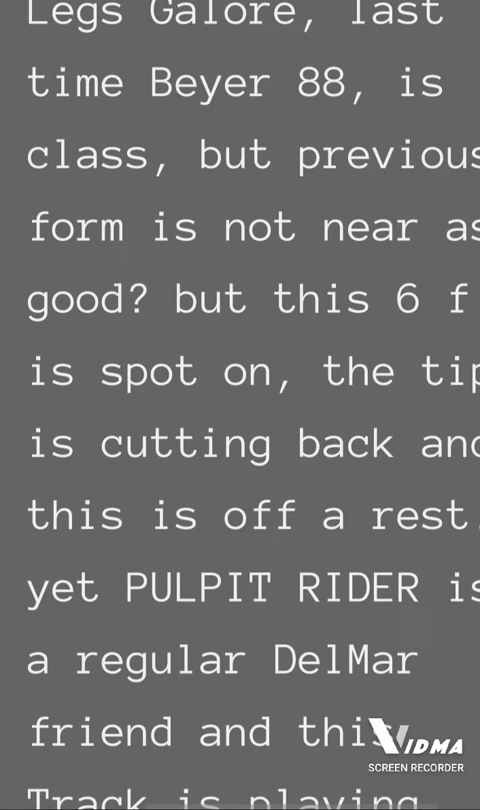 Legs Galore, last
time Beyer 88, is
class, but previous
form is not near as
good? but this 6 f
is spot on, the tip
is cutting back and
this is off a rest.
yet PULPIT RIDER is
a regular DelMar
friend and this
Track is playing
VIDMA
SCREEN RECORDER